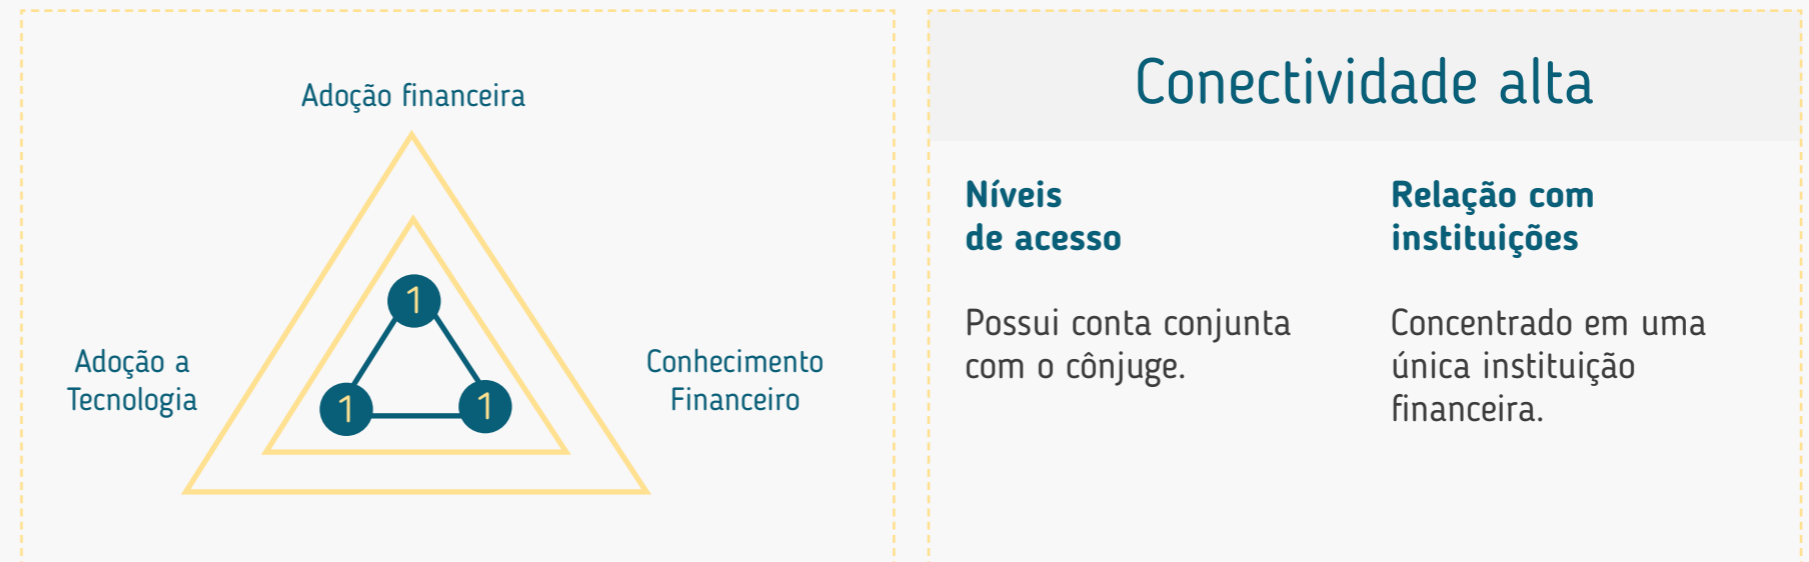 Adoção financeira
1
Adoção a
Tecnologia
1
1
Conhecimento
Financeiro
Conectividade alta
Níveis
de acesso
Possui conta conjunta
com o cônjuge.
Relação com
instituições
Concentrado em uma
única instituição
financeira.